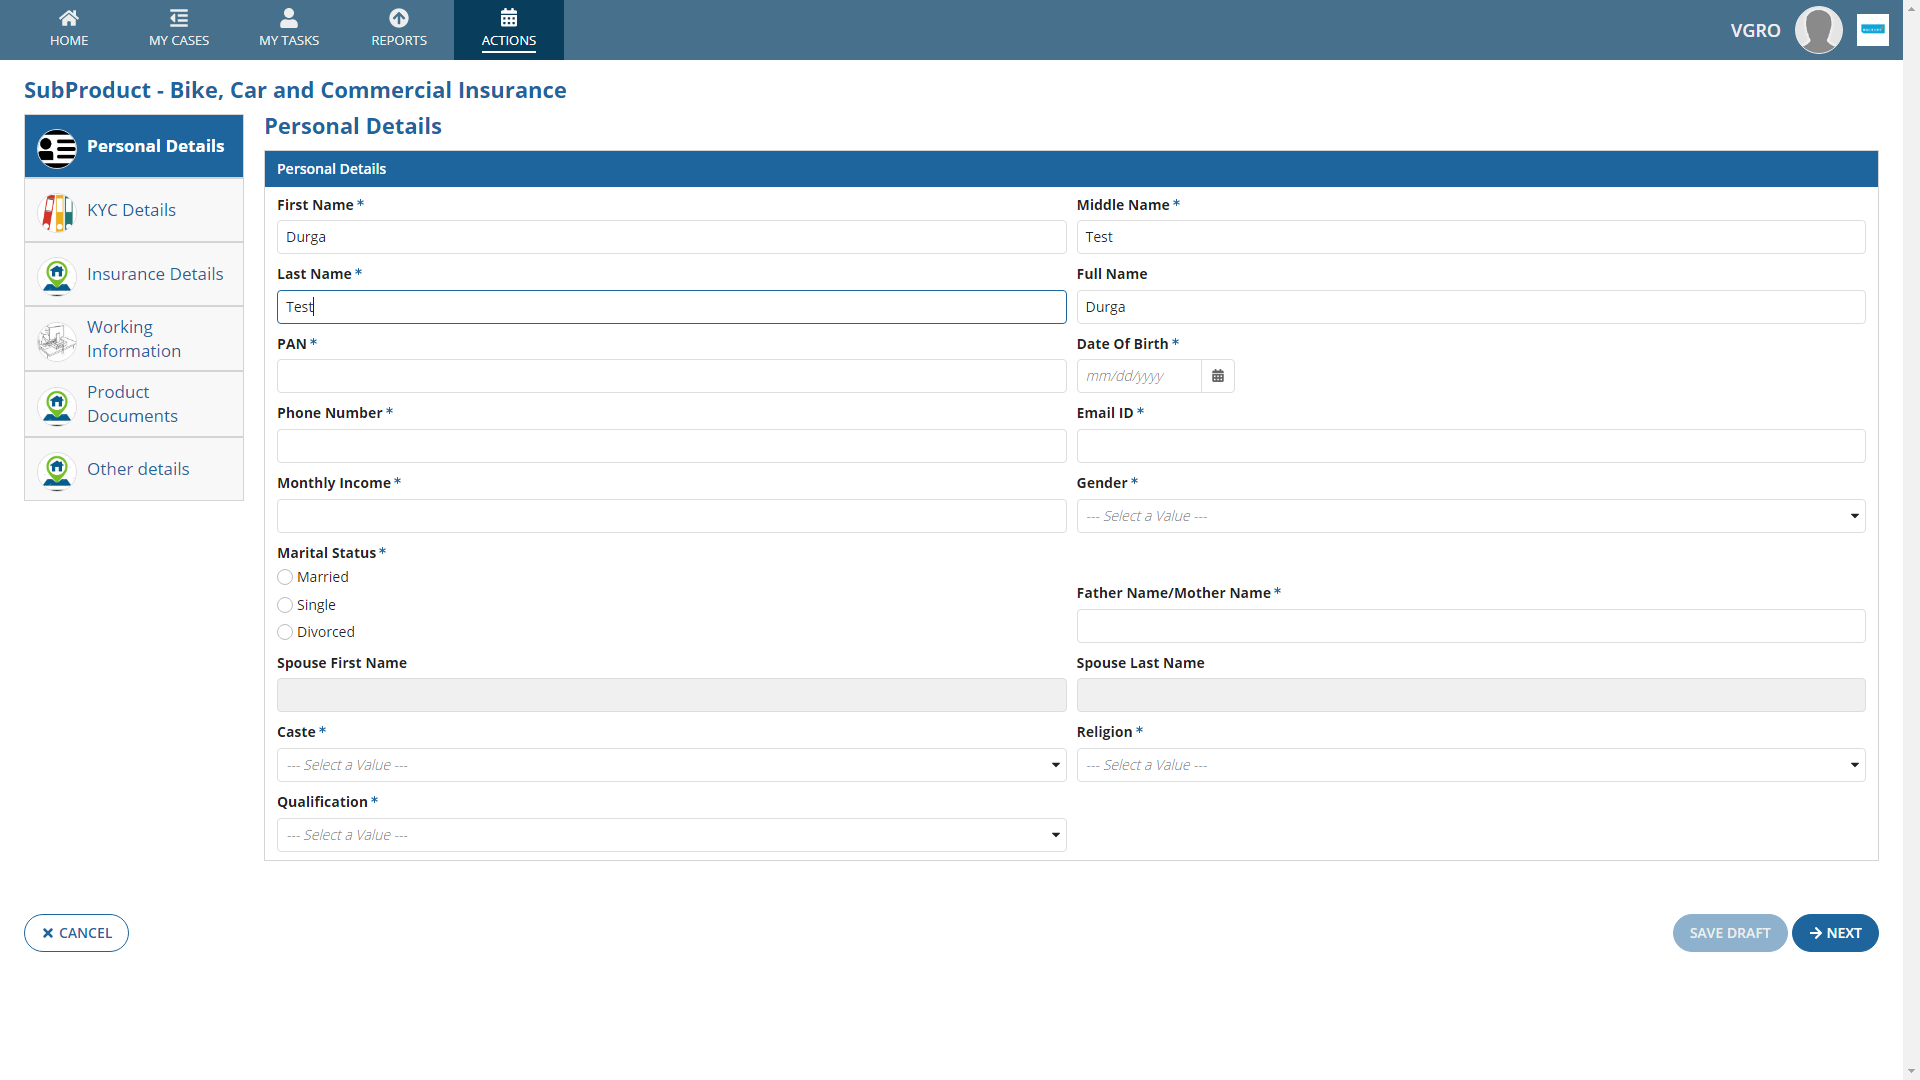 HOME
MY CASES
MY TASKS
REPORTS
ACTIONS
VGRO
SubProduct - Bike, Car and Commercial Insurance
Personal Details
KYC Details
Insurance Details
Working
Information
Product
Documents
Other details
Personal Details
Personal Details
First Name *
Durga
Middle Name *
Test
Last Name *
Test
Full Name
Durga
PAN *
Date Of Birth *
mm/dd/yyyy
Phone Number *
Email ID *
Monthly Income *
Gender *
--- Select a Value ---
Marital Status *
Married
Single
Divorced
Father Name/Mother Name *
Spouse First Name
Spouse Last Name
Caste *
--- Select a Value ---
Religion *
--- Select a Value ---
Qualification *
--- Select a Value ---
CANCEL
SAVE DRAFT
NEXT